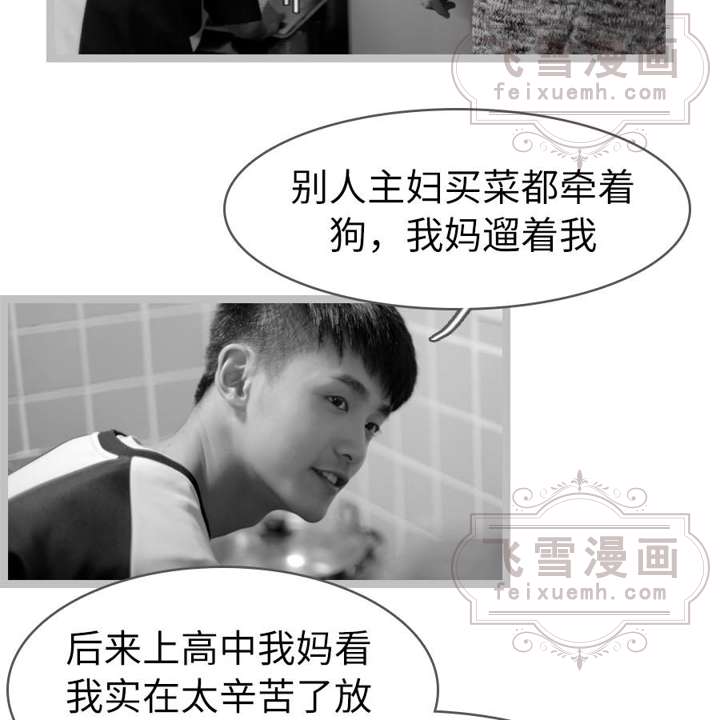 飞雪漫画
feixuemh.com
别人主妇买菜都牵着
狗，我妈遛着我
飞雪漫画
feixuemh.com
后来上高中我妈看
我实在太辛苦了放